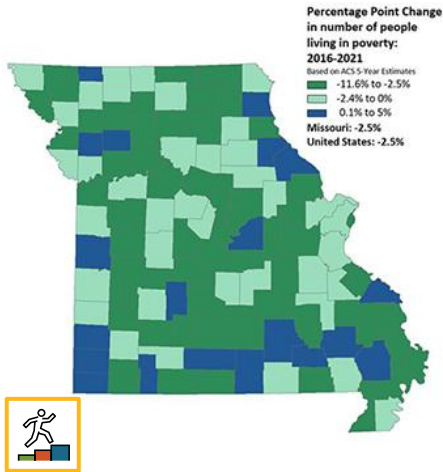 Percentage Point Change
in number of people
living in poverty:
2016-2021
Based on ACS 5-Year Estimates
-11.6% to -2.5%
-2.4% to 0%
0.1% to 5%
Missouri: -2.5%
United States: -2.5%